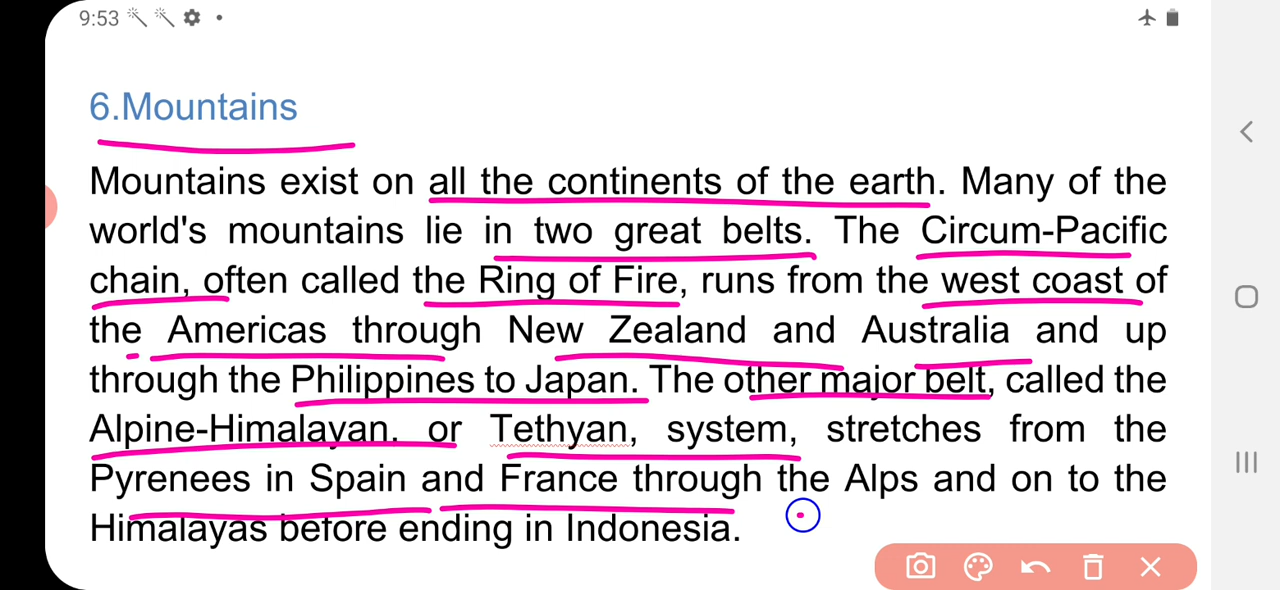 9:53
6.Mountains
Mountains exist on all the continents of the earth. Many of the
world's mountains lie in two great belts. The Circum-Pacific
chain, often called the Ring of Fire, runs from the west coast of
the Americas through New Zealand and Australia and up
through the Philippines to Japan. The other major belt, called the
Alpine-Himalayan, or Tethyan, system, stretches from the
Pyrenees in Spain and France through the Alps and on to the
Himalayas before ending in Indonesia.